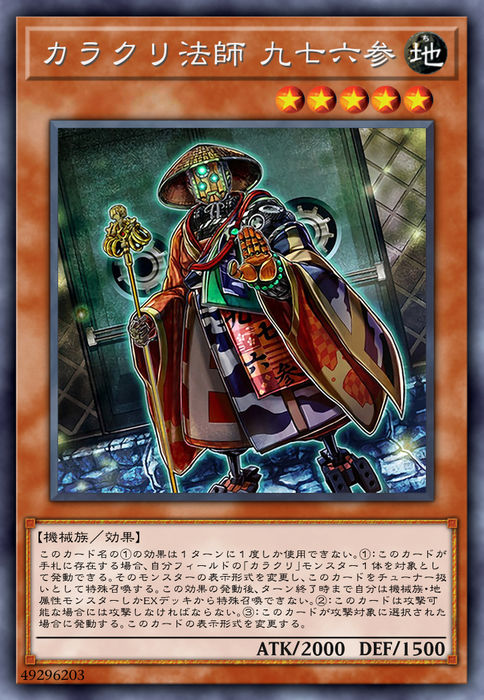 カラクリ法師 九七六参
ち
地
九七六参
【機械族／効果】
このカード名の①の効果は１ターンに１度しか使用できない。①：このカードが
手札に存在する場合、自分フィールドの「カラクリ」モンスター１体を対象とし
て発動できる。そのモンスターの表示形式を変更し、このカードをチューナー扱
いとして特殊召喚する。この効果の発動後、ターン終了時まで自分は機械族・地
属性モンスターしかEXデッキから特殊召喚できない。②：このカードは攻撃可
能な場合には攻撃しなければならない。③：このカードが攻撃対象に選択された
場合に発動する。このカードの表示形式を変更する。
ATK/2000 DEF/1500
49296203